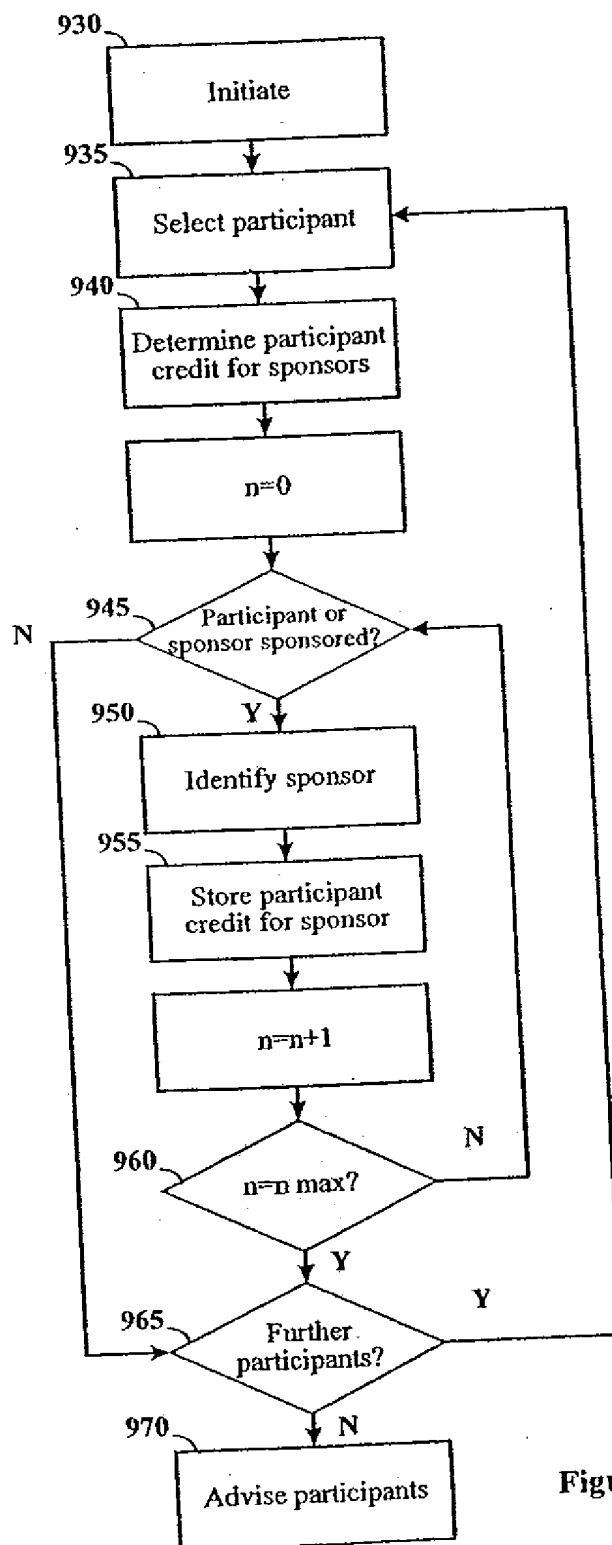 930
Initiate
935
Select participant
940
Determine participant
credit for sponsors
n=0
945
N
Participant or
sponsor sponsored?
Y
950
Identify sponsor
955
Store participant
credit for sponsor
n=n+1
N
960
n=n max?
Y
Y
965
Further
participants?
N
970
Advise participants